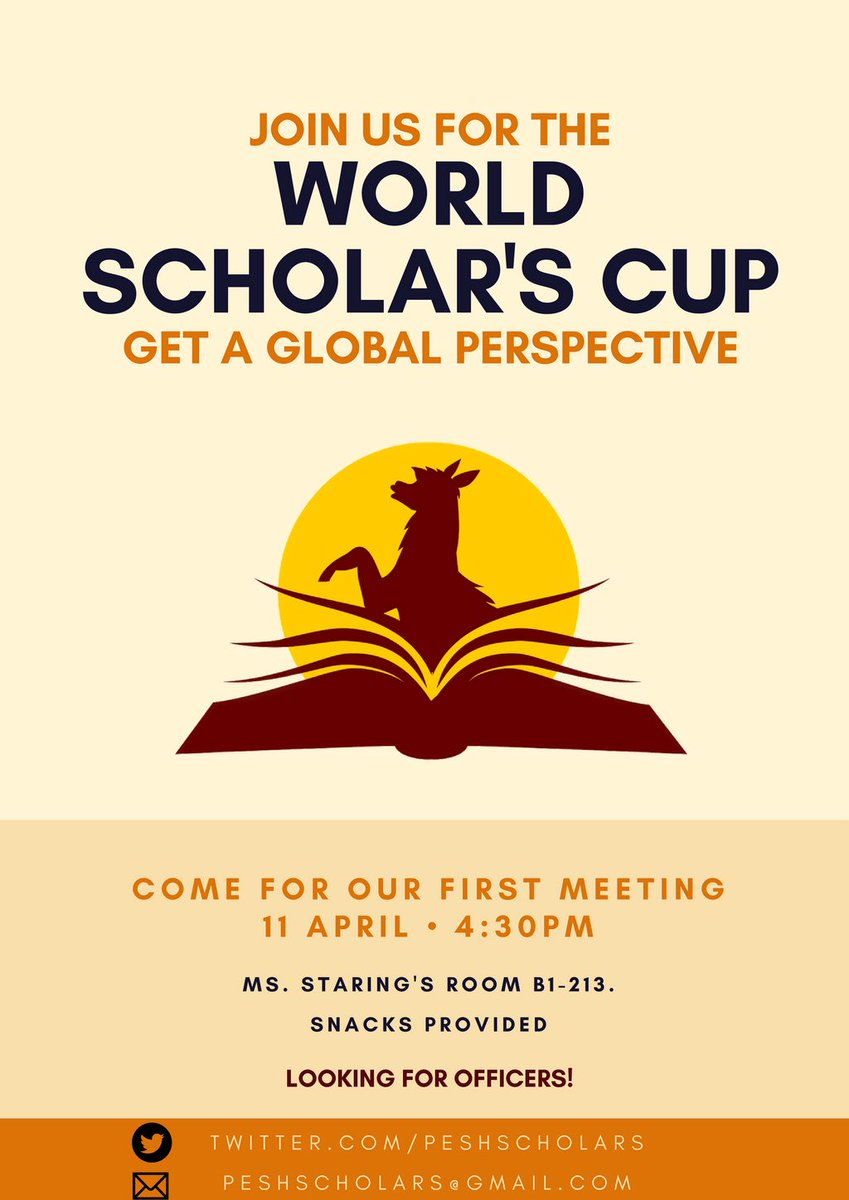 JOIN US FOR THE
WORLD
SCHOLAR'S CUP
GET A GLOBAL PERSPECTIVE
COME FOR OUR FIRST MEETING
11 APRIL • 4:30PM
MS. STARING'S ROOM B1-213.
SNACKS PROVIDED
LOOKING FOR OFFICERS!
TWITTER.COM/PESHSCHOLARS
PESHSCHOLARS@GMAIL.COM